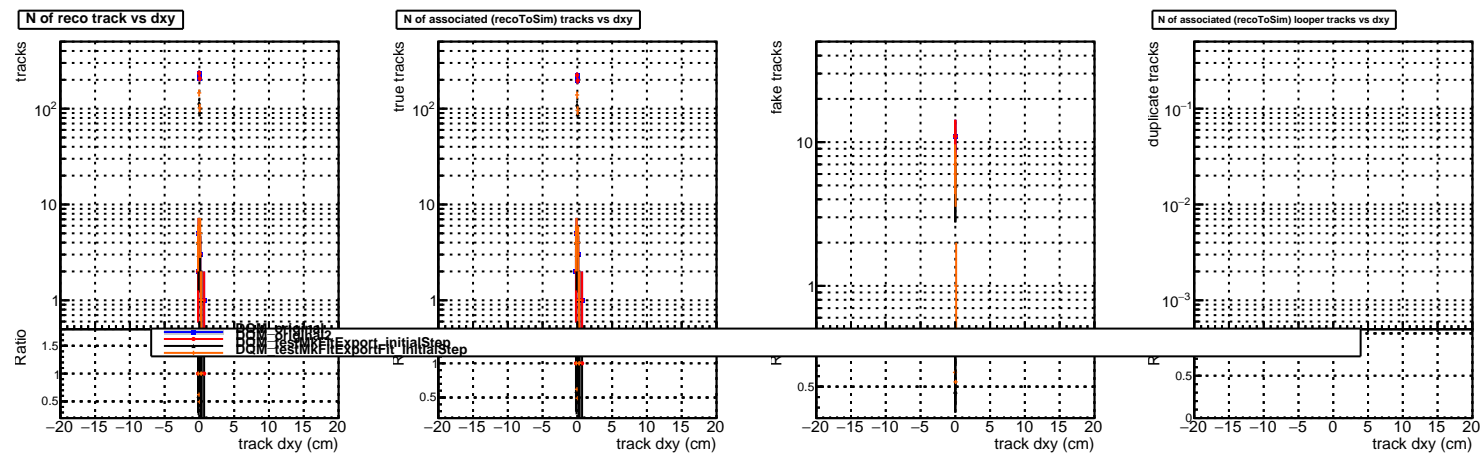 N of reco track vs dxy
N of associated (recoToSim) tracks vs dxy
N of associated (recoToSim) looper tracks vs dxy
tracks
10²
10
1
Ratio
1.5
1
0.5
−20 −15 −10 −5 0 5 10 15 20
track dxy (cm)
true tracks
10²
10
1
1
0.5
−20 −15 −10 −5 0 5 10 15 20
track dxy (cm)
fake tracks
10
1
0.5
−20 −15 −10 −5 0 5 10 15 20
track dxy (cm)
duplicate tracks
10⁻¹
10⁻²
10⁻³
0.5
0
−20 −15 −10 −5 0 5 10 15 20
track dxy (cm)
DQM_testMkFitExport_initialStep
DQM_testMkFitExportFit_initialStep